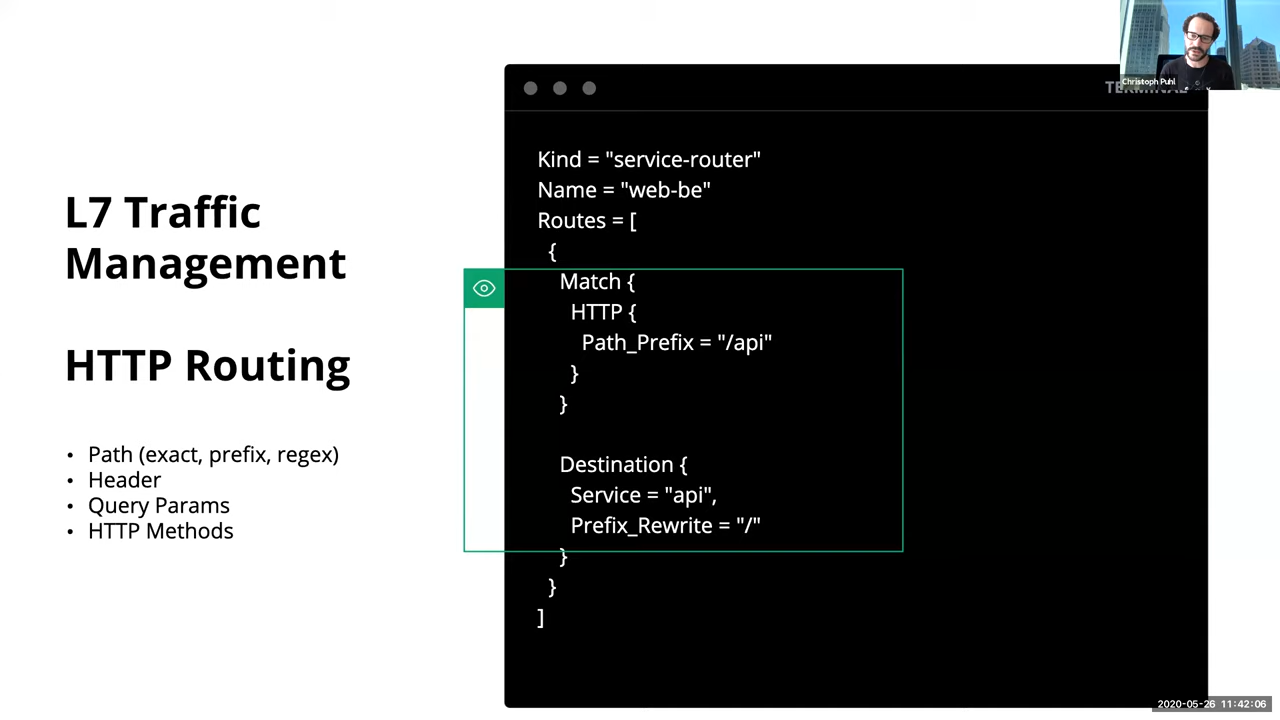 L7 Traffic
Management
HTTP Routing
• Path (exact, prefix, regex)
• Header
• Query Params
• HTTP Methods
TERMINAL
Kind = "service-router"
Name = "web-be"
Routes = [
{
Match {
HTTP {
Path_Prefix = "/api"
}
}
Destination {
Service = "api",
Prefix_Rewrite = "/"
}
}
]
Christoph Puhl
2020-05-26 11:42:06